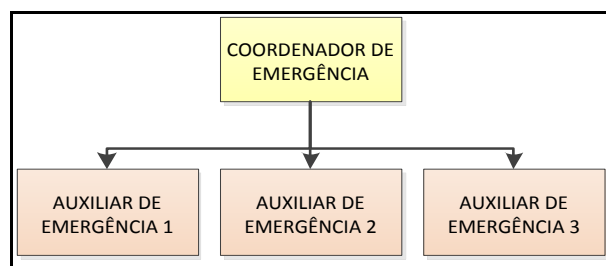 COORDENADOR DE
EMERGÊNCIA
AUXILIAR DE
EMERGÊNCIA 1
AUXILIAR DE
EMERGÊNCIA 2
AUXILIAR DE
EMERGÊNCIA 3